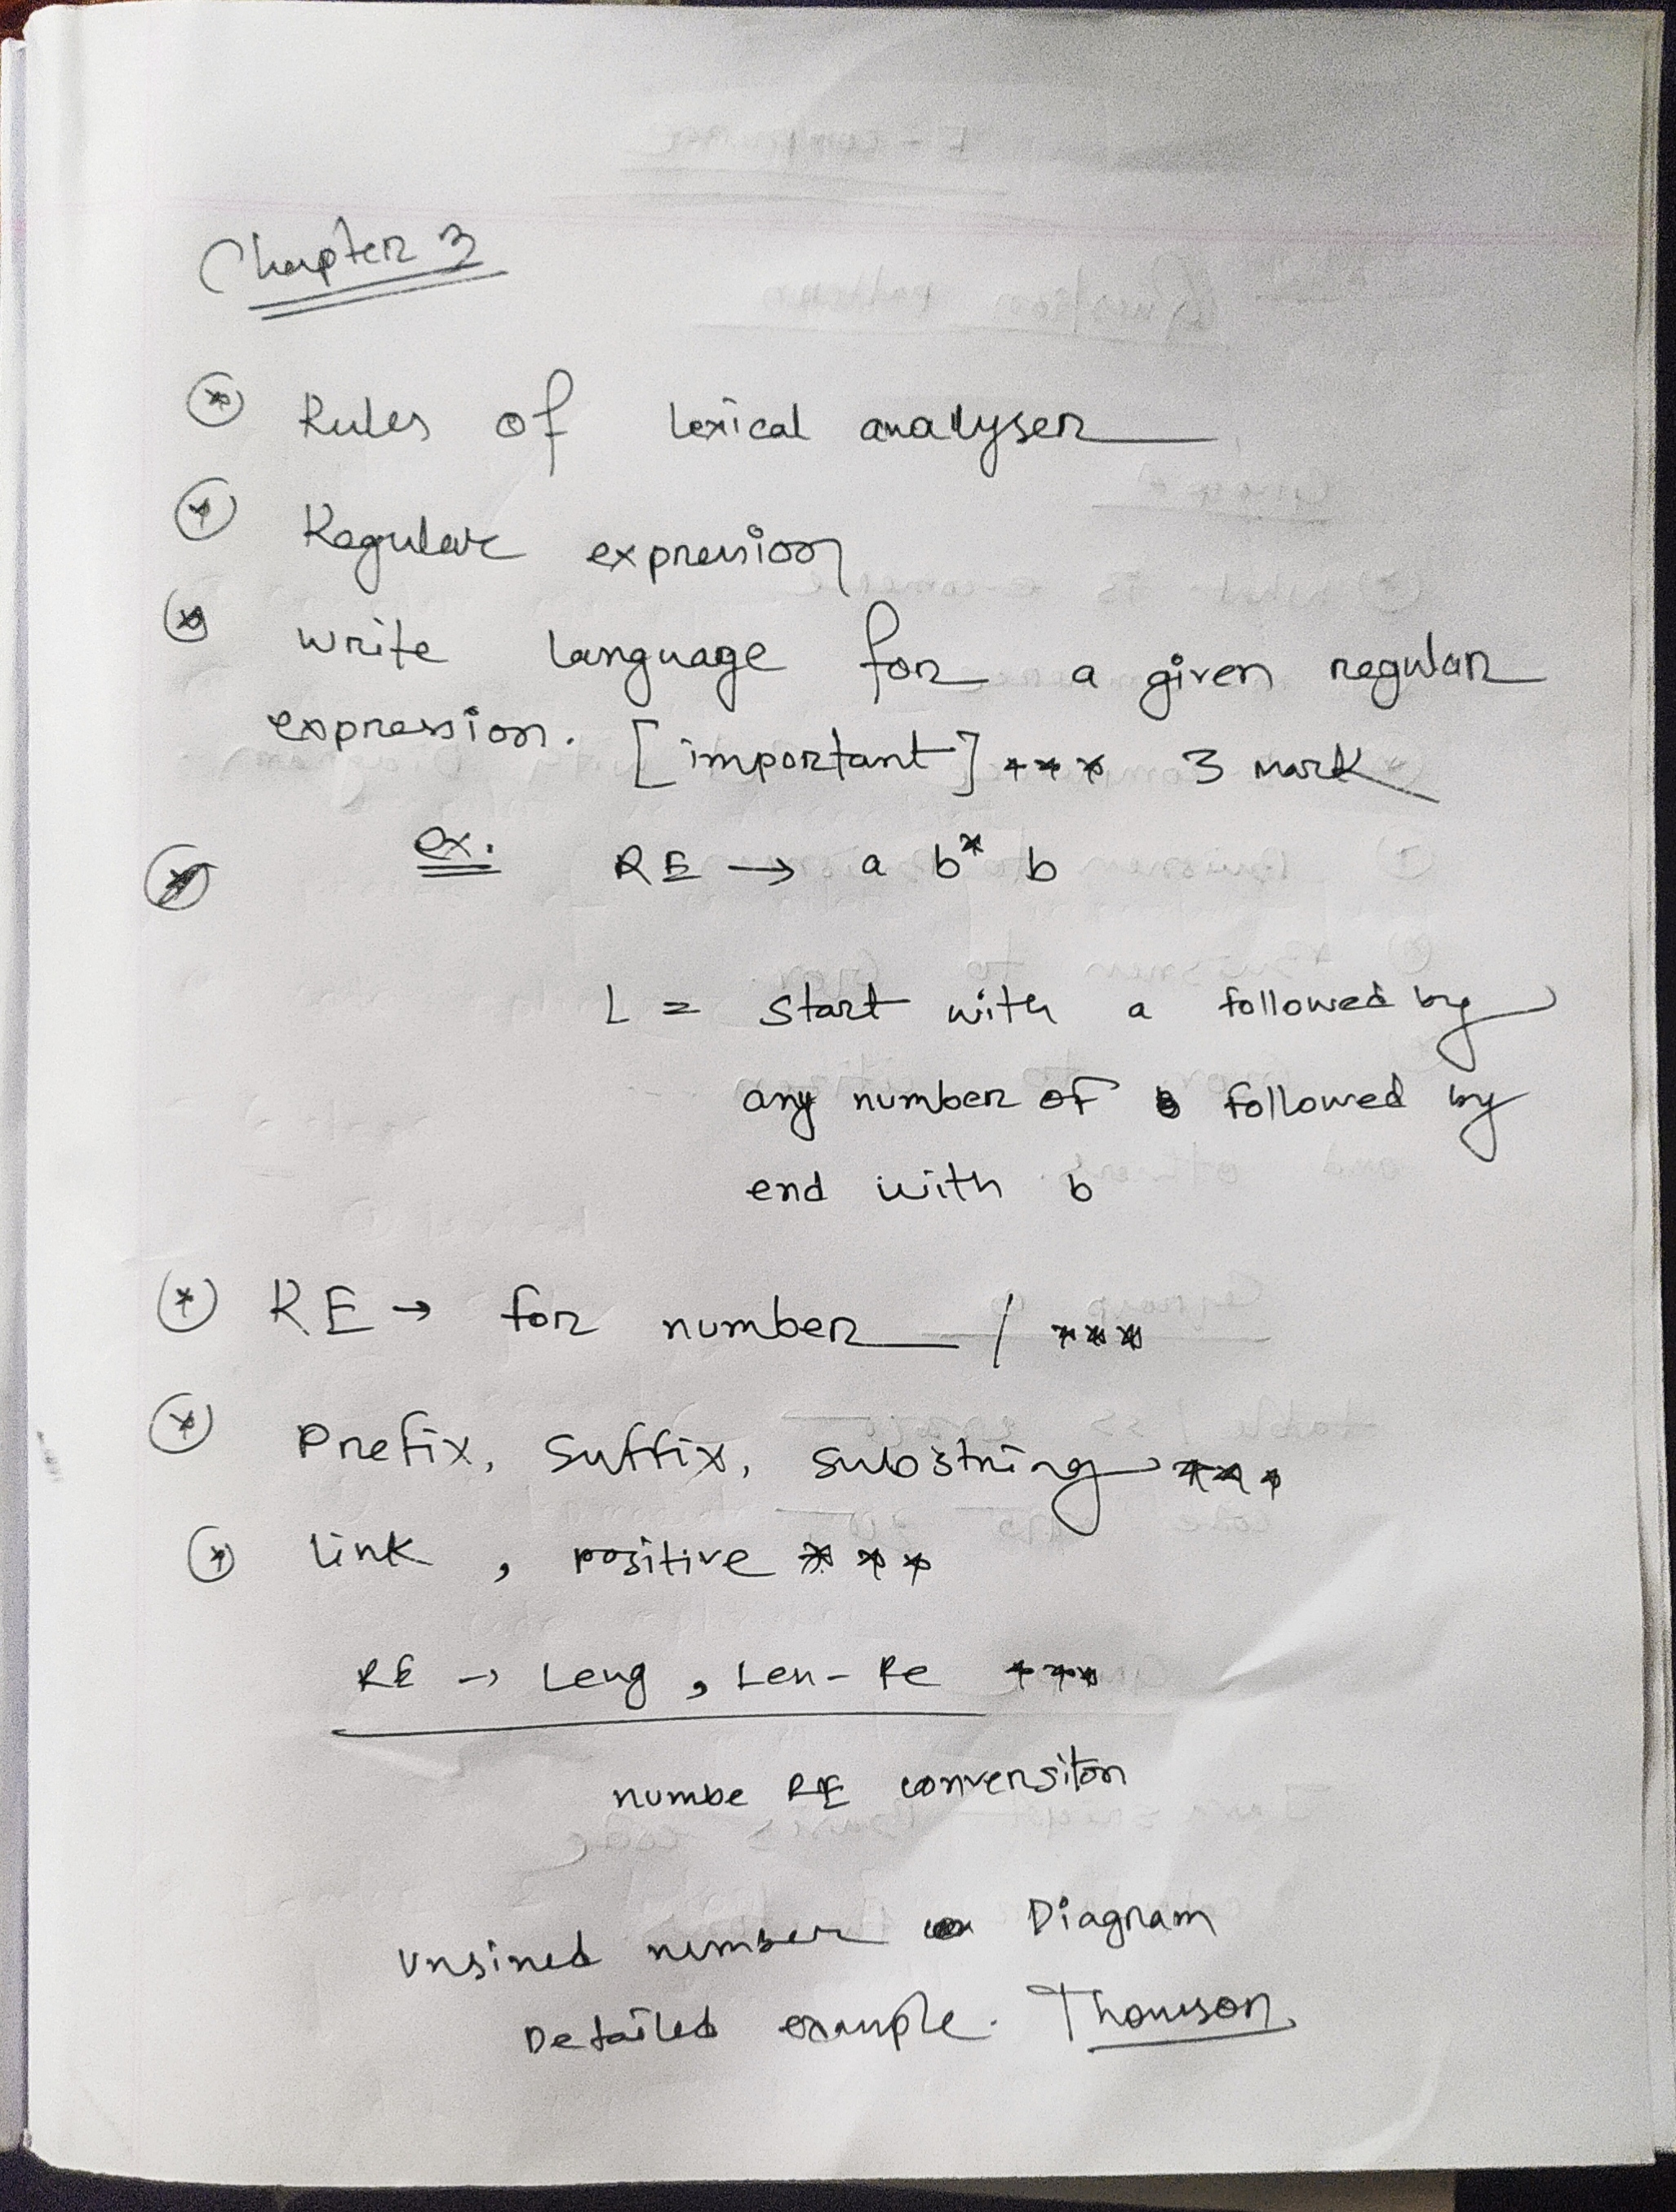 Chapter 3
* Rules of lexical analyser
* Regular expression
* write language for a given regular
expression. [important] *** 3 mark
* ex. RE → a b* b
L = start with a followed by
any number of b followed by
end with b
* RE → for number / ***
* Prefix, suffix, substring ***
* link, positive ***
RE → Leng, Len-Re ***
numbe RE conversiton
Unsined number Diagram
Detailed example. Thomson